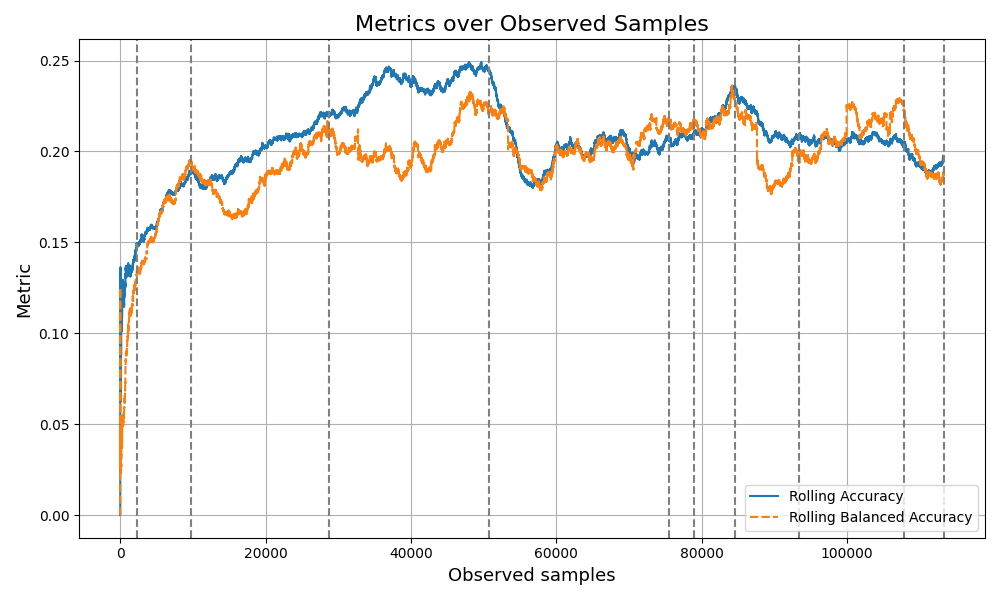 Metrics over Observed Samples
0.25
0.20
0.15
0.10
0.05
0.00
Metric
0
20000
40000
60000
80000
100000
Observed samples
Rolling Accuracy
Rolling Balanced Accuracy